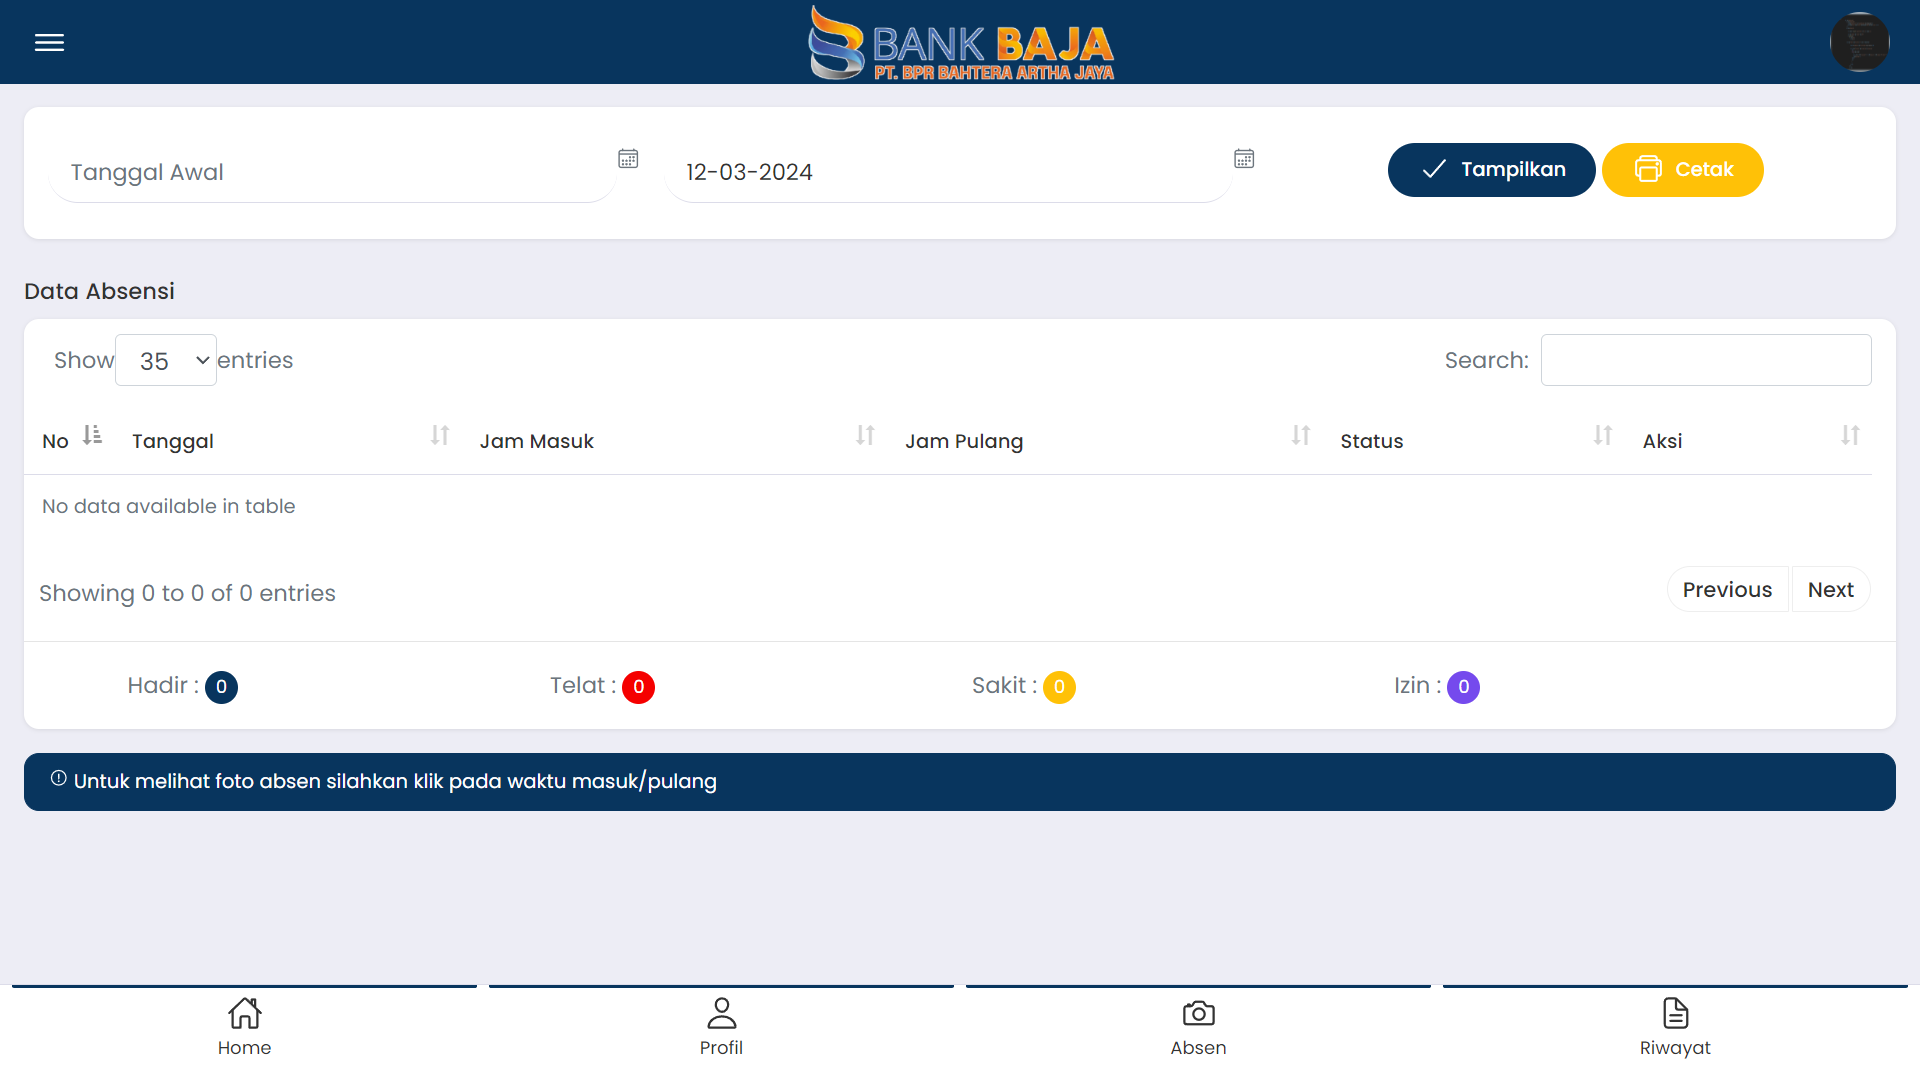 BANK BAJA
PT. BPR BAHTERA ARTHA JAYA
Tanggal Awal
12-03-2024
Tampilkan
Cetak
Data Absensi
Show 35 entries
Search:
No Tanggal Jam Masuk Jam Pulang Status Aksi
No data available in table
Showing 0 to 0 of 0 entries
Previous Next
Hadir : 0 Telat : 0 Sakit : 0 Izin : 0
Untuk melihat foto absen silahkan klik pada waktu masuk/pulang
Home Profil Absen Riwayat